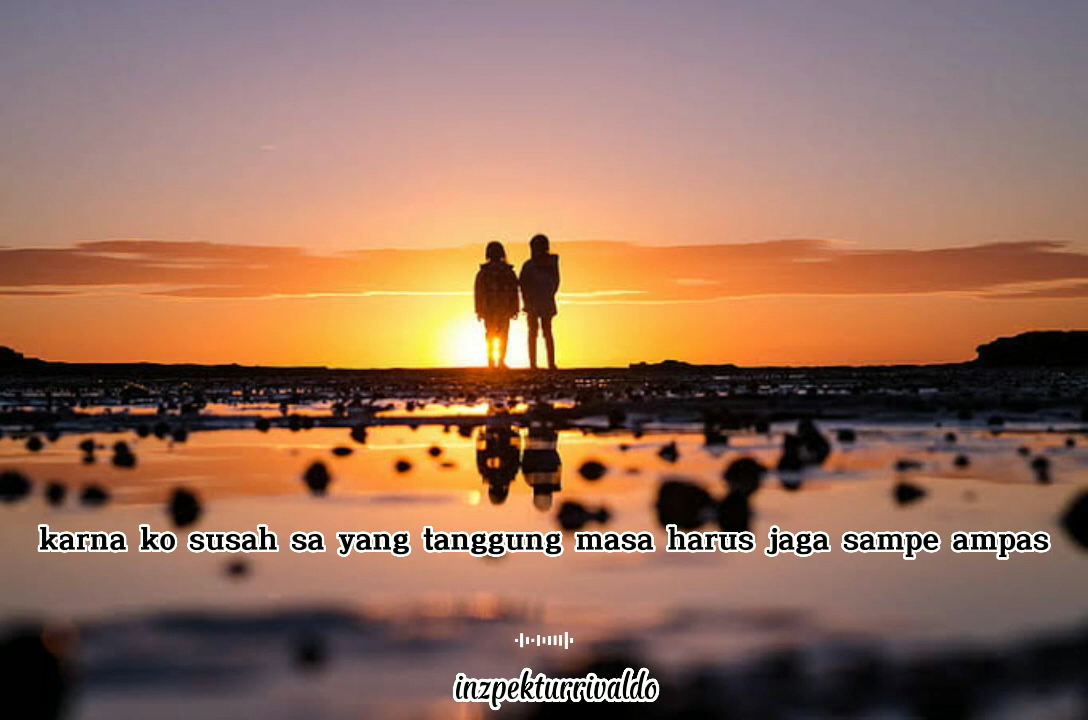 karna ko susah sa yang tanggung masa harus jaga sampe ampas
inzpekturrivaldo